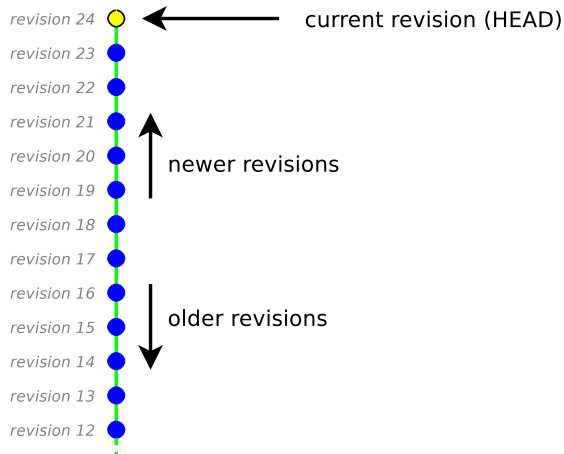 revision 24
current revision (HEAD)
revision 23
revision 22
revision 21
revision 20
newer revisions
revision 19
revision 18
revision 17
revision 16
older revisions
revision 15
revision 14
revision 13
revision 12